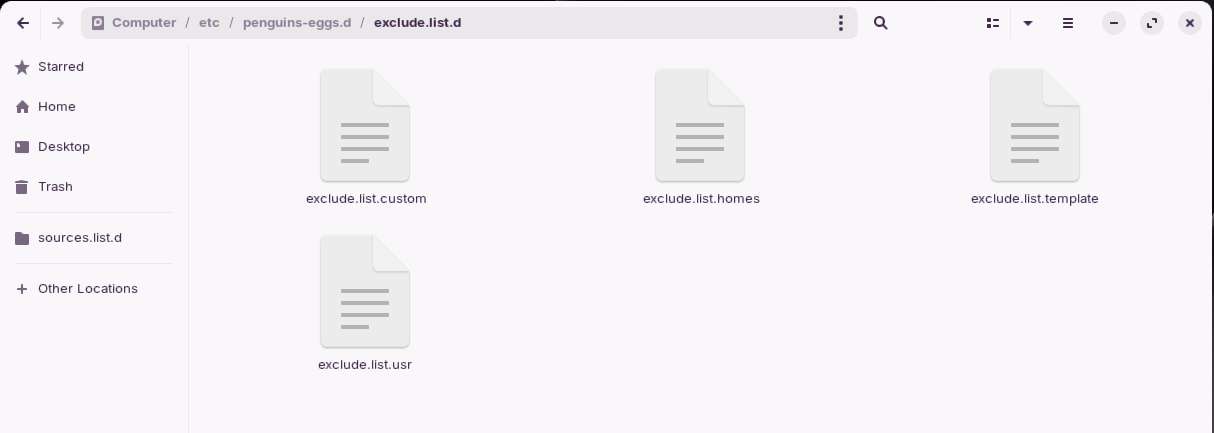 Computer / etc / penguins-eggs.d / exclude.list.d
Starred
Home
Desktop
Trash
sources.list.d
Other Locations
exclude.list.custom
exclude.list.homes
exclude.list.template
exclude.list.usr